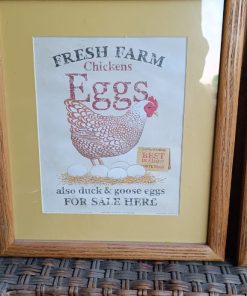 FRESH FARM
Chickens
Eggs
BEST
also duck & goose eggs
FOR SALE HERE